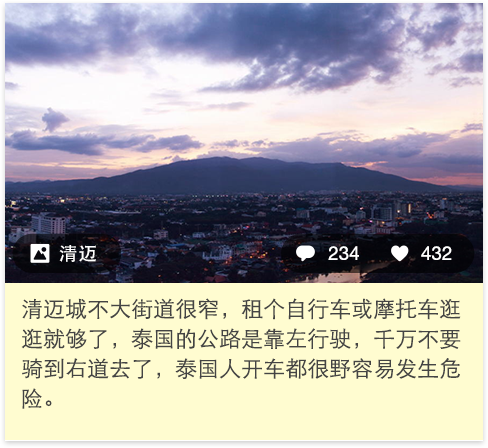 清迈
234
432
清迈城不大街道很窄，租个自行车或摩托车逛
逛就够了，泰国的公路是靠左行驶，千万不要
骑到右道去了，泰国人开车都很野容易发生危
险。